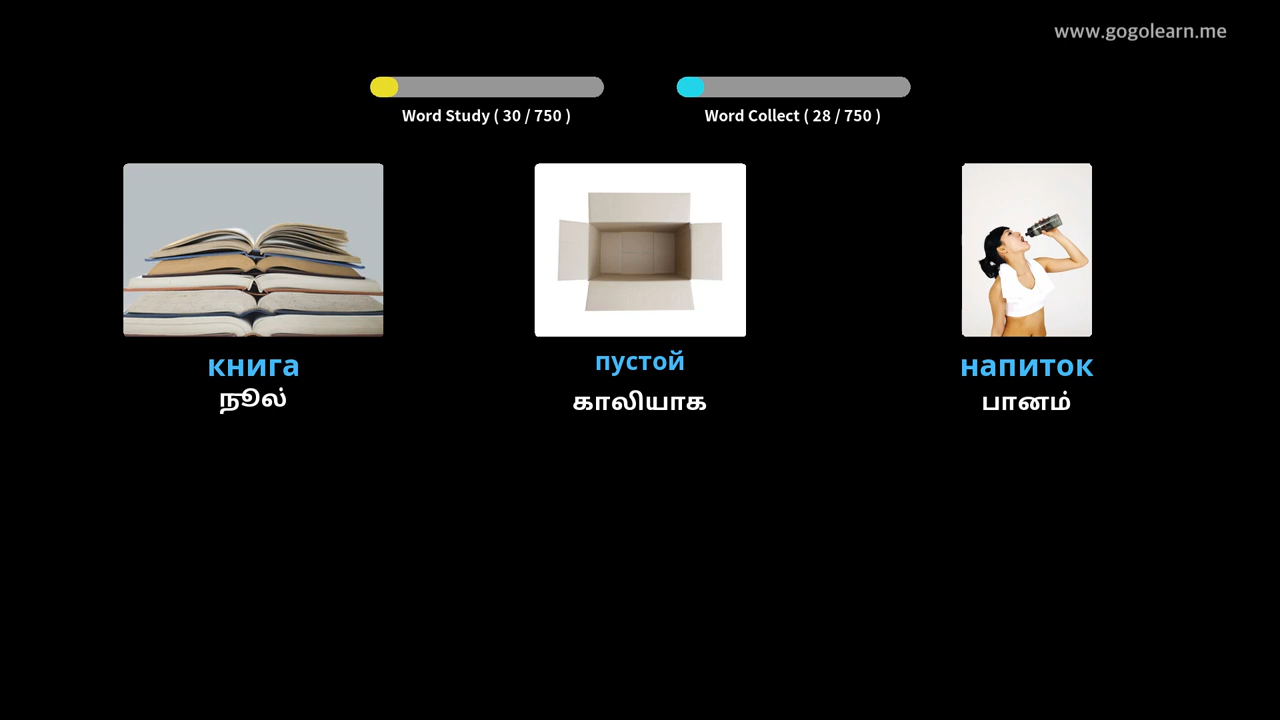 www.gogolearn.me
Word Study ( 30 / 750 )
Word Collect ( 28 / 750 )
книга
நூல்
пустой
காலியாக
напиток
பானம்